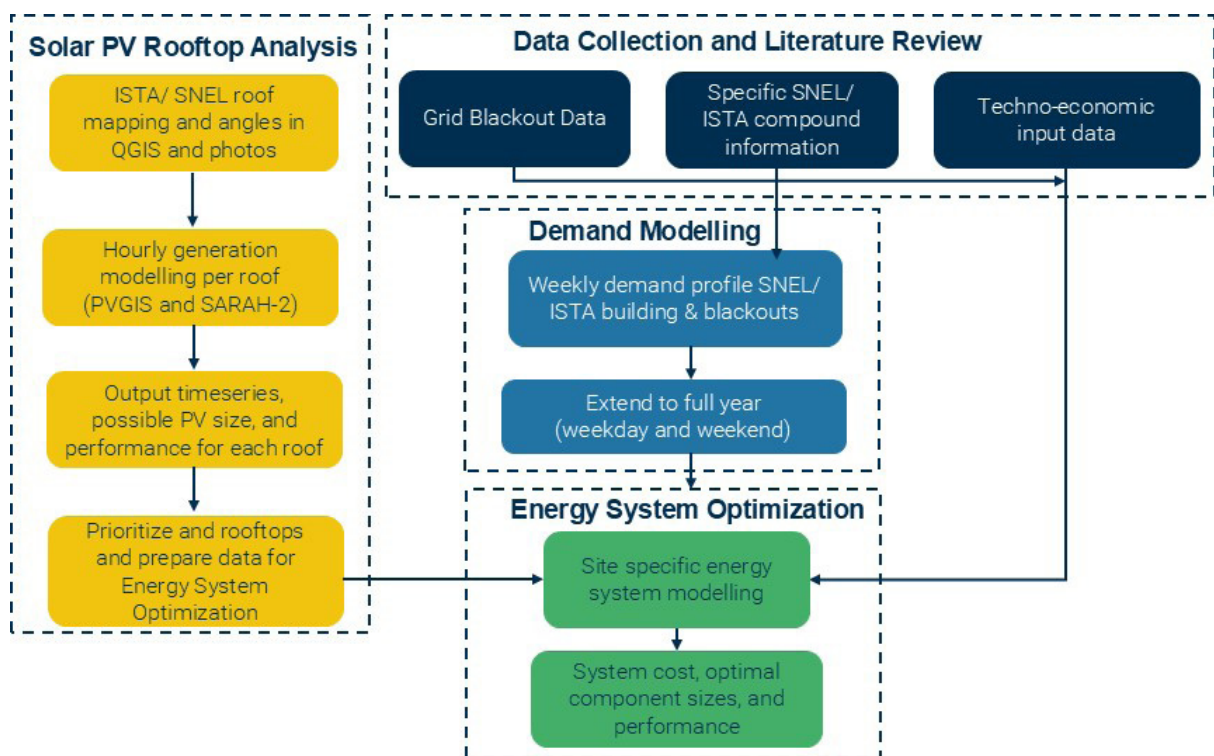 Solar PV Rooftop Analysis
ISTA/ SNEL roof
mapping and angles in
QGIS and photos
Hourly generation
modelling per roof
(PVGIS and SARAH-2)
Output timeseries,
possible PV size, and
performance for each roof
Prioritize and rooftops
and prepare data for
Energy System
Optimization
Data Collection and Literature Review
Grid Blackout Data
Specific SNEL/
ISTA compound
information
Techno-economic
input data
Demand Modelling
Weekly demand profile SNEL/
ISTA building & blackouts
Extend to full year
(weekday and weekend)
Energy System Optimization
Site specific energy
system modelling
System cost, optimal
component sizes, and
performance